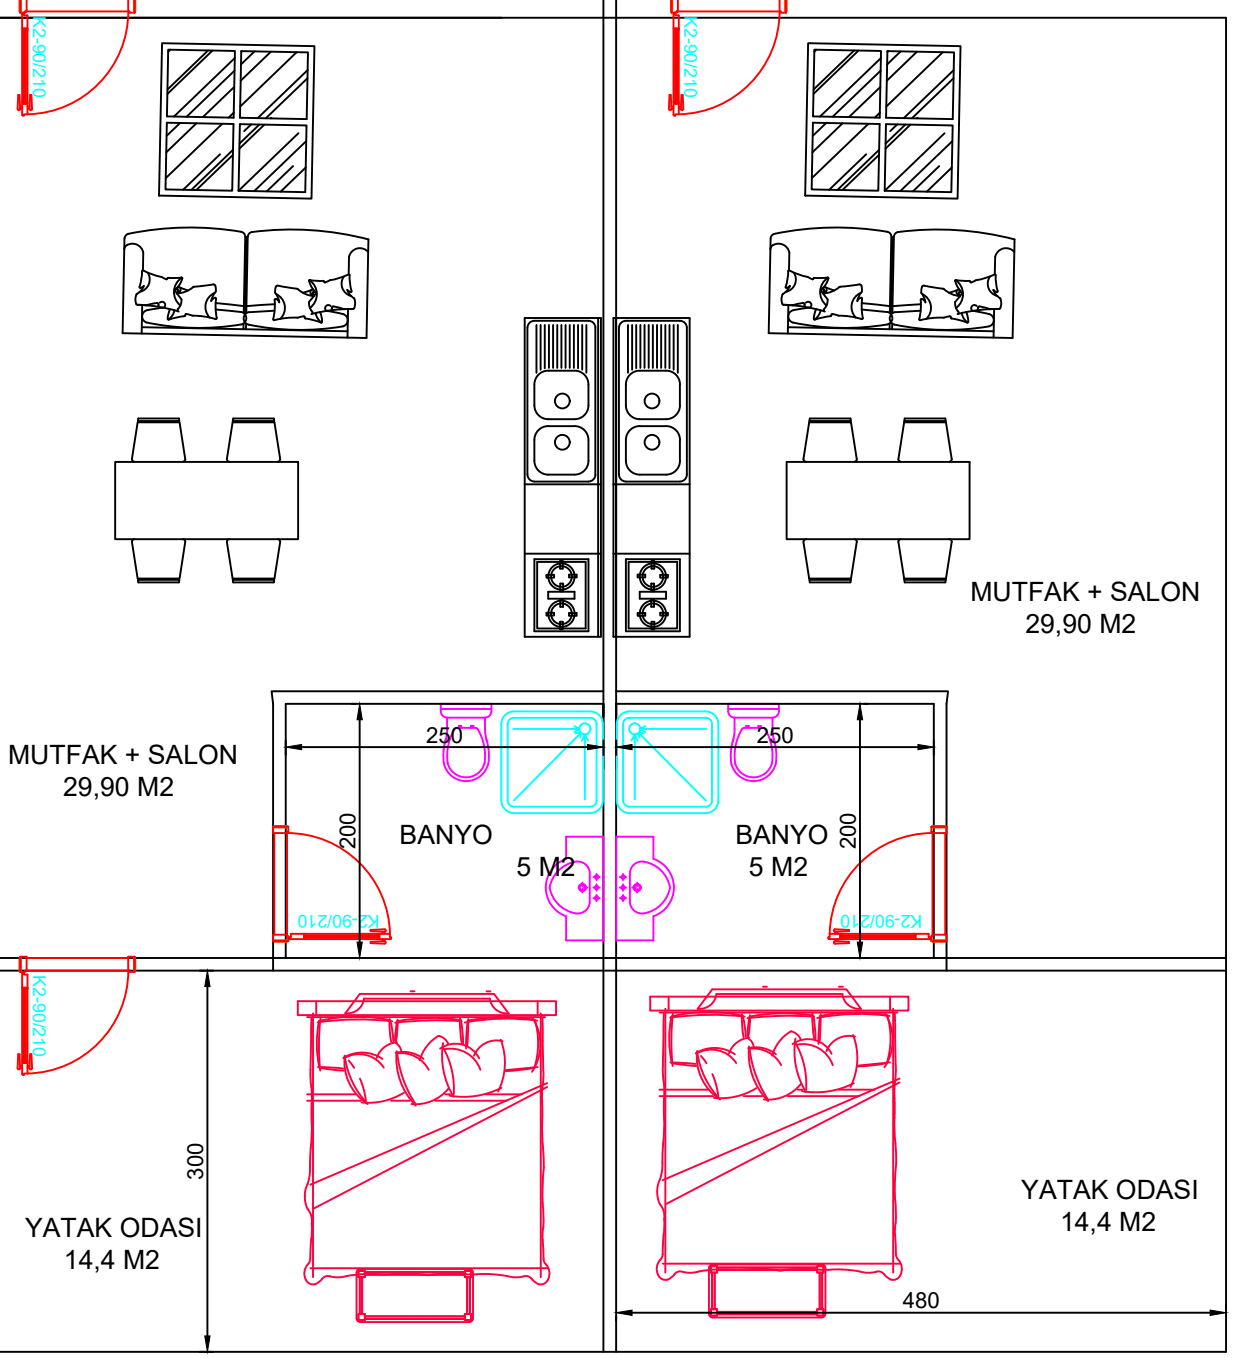 K2-90/210
K2-90/210
MUTFAK + SALON
29,90 M2
250
250
MUTFAK + SALON
29,90 M2
200
BANYO
5 M2
BANYO
5 M2
200
K2-90/210
K2-90/210
K2-90/210
300
YATAK ODASI
14,4 M2
YATAK ODASI
14,4 M2
480